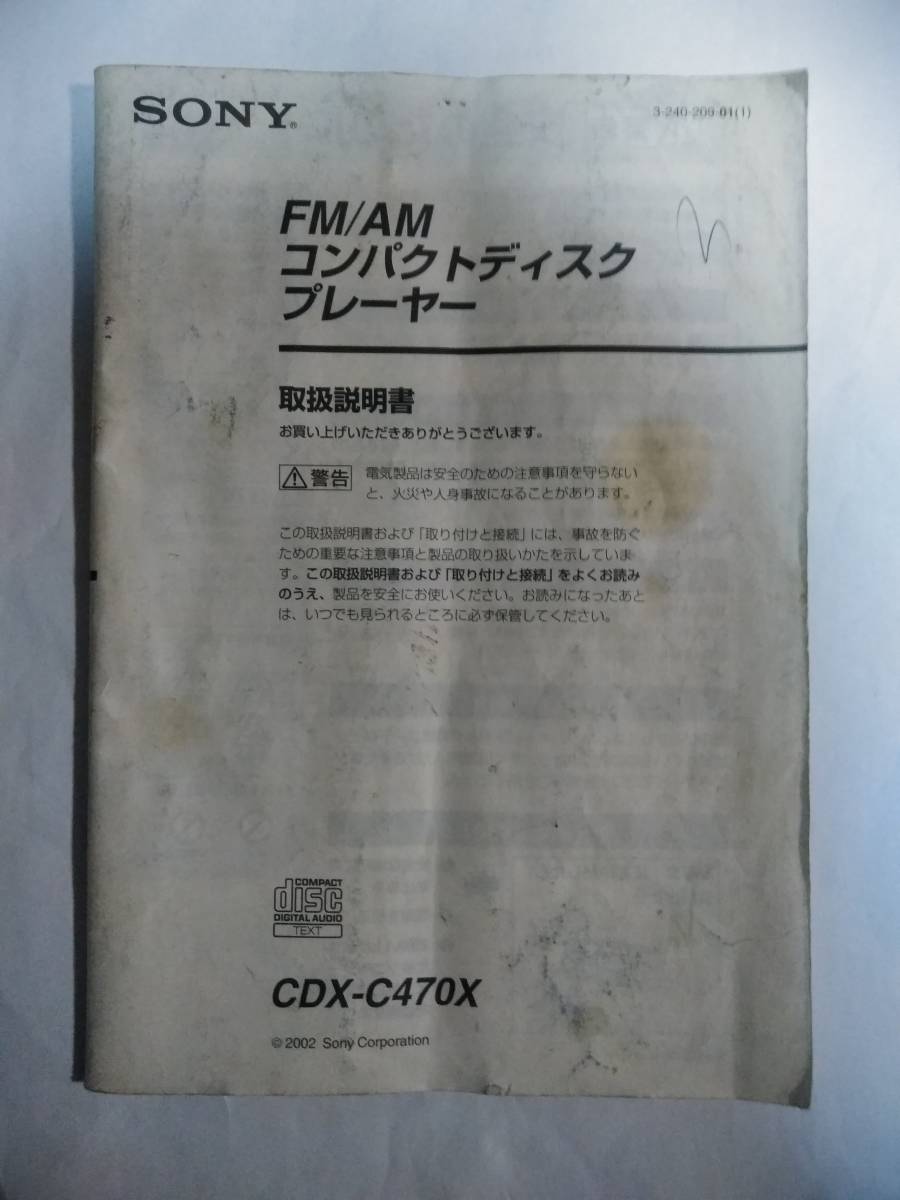 SONY®
3-240-209-01(1)
FM/AM
コンパクトディスク
プレーヤー
取扱説明書
お買い上げいただきありがとうございます。
警告
電気製品は安全のための注意事項を守らない
と、火災や人身事故になることがあります。
この取扱説明書および「取り付けと接続」には、事故を防ぐ
ための重要な注意事項と製品の取り扱いかたを示していま
す。この取扱説明書および「取り付けと接続」をよくお読み
のうえ、製品を安全にお使いください。お読みになったあと
は、いつでも見られるところに必ず保管してください。
COMPACT
disc
DIGITAL AUDIO
TEXT
CDX-C470X
© 2002 Sony Corporation